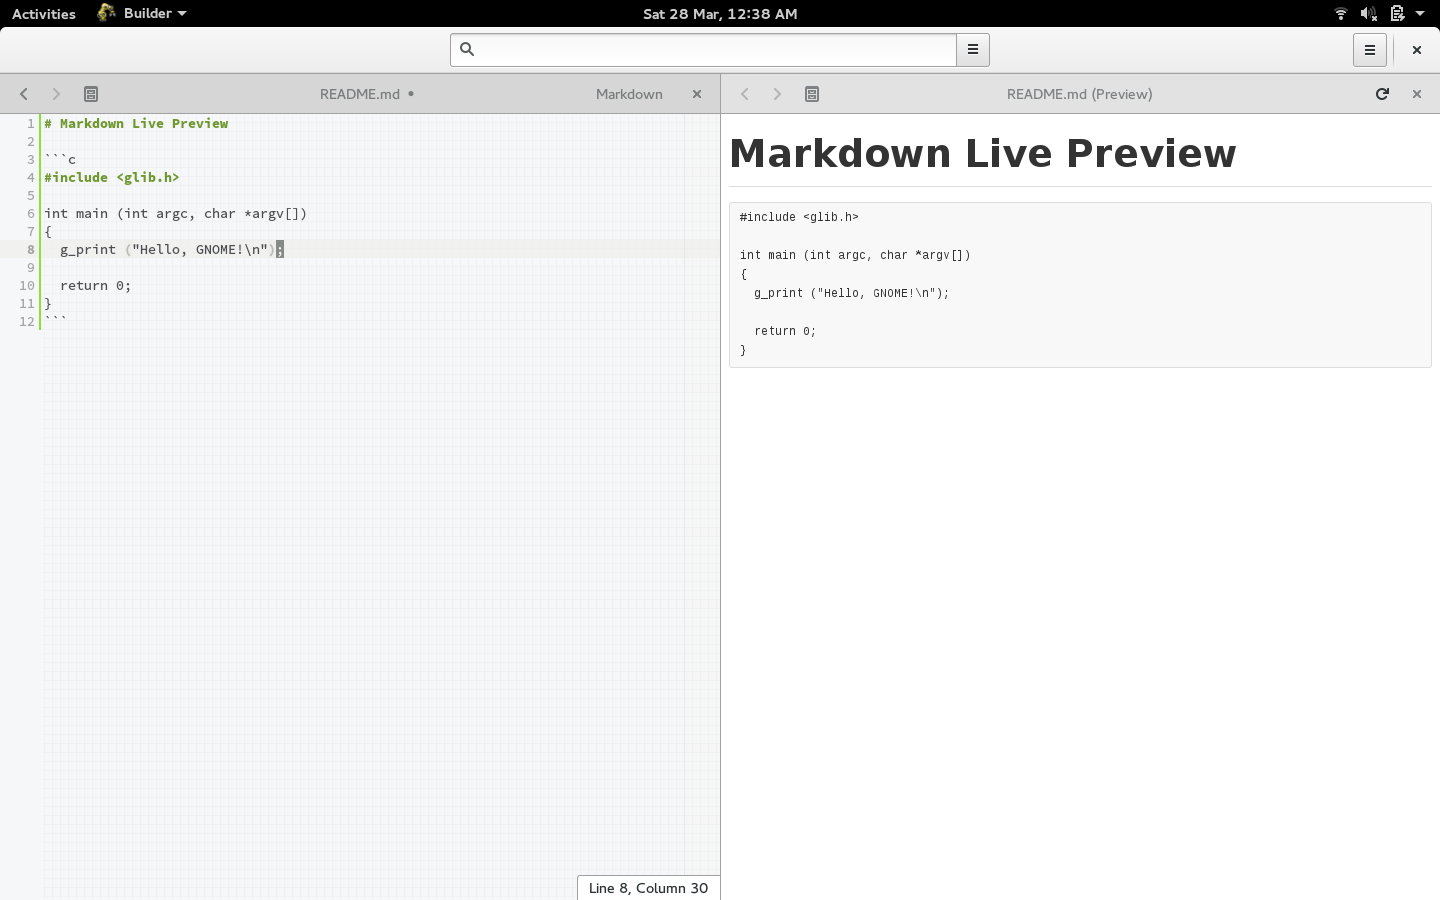 Activities Builder Sat 28 Mar, 12:38 AM
README.md • Markdown
README.md (Preview)
1 # Markdown Live Preview
2
3 ```c
4 #include <glib.h>
5
6 int main (int argc, char *argv[])
7 {
8   g_print ("Hello, GNOME!\n");
9
10   return 0;
11 }
12 ```
Line 8, Column 30
Markdown Live Preview
#include <glib.h>
int main (int argc, char *argv[])
{
  g_print ("Hello, GNOME!\n");
  return 0;
}